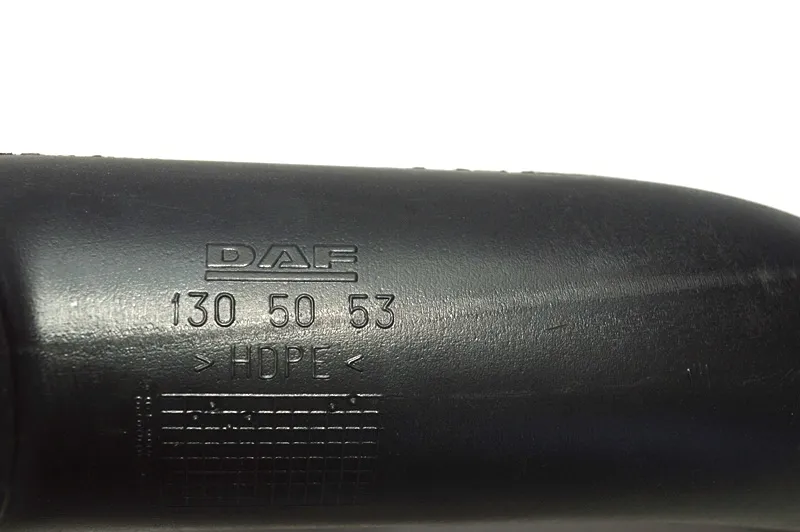 DAF
130 50 53
> HDPE <